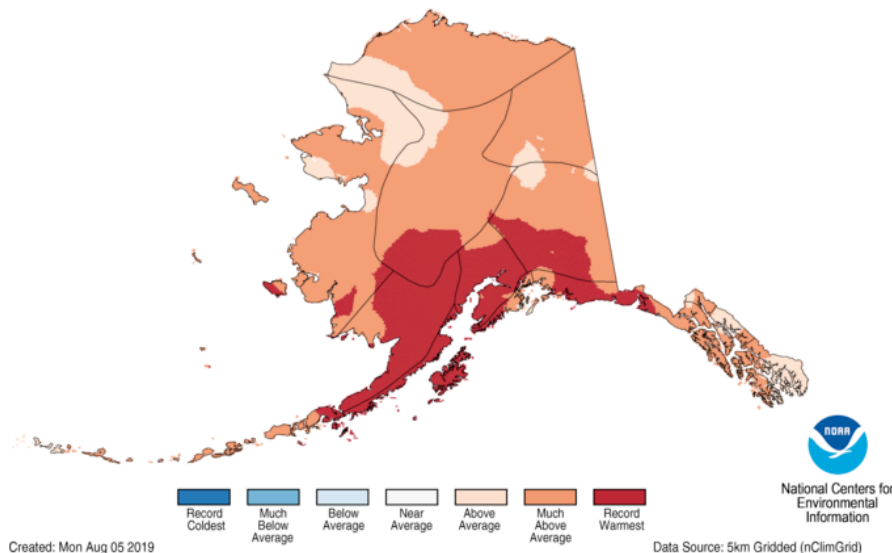 NOAA
Record
Coldest
Much
Below
Average
Below
Average
Near
Average
Above
Average
Much
Above
Average
Record
Warmest
National Centers for
Environmental
Information
Created: Mon Aug 05 2019
Data Source: 5km Gridded (nClimGrid)